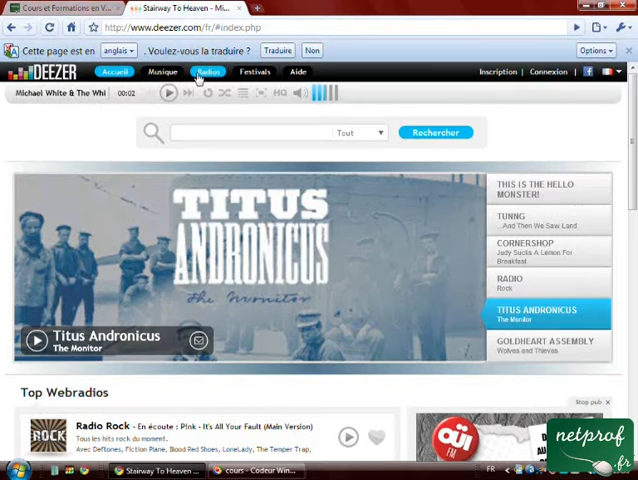 Cours et Formations en V...
Stairway To Heaven - Mi...
http://www.deezer.com/fr/#index.php
Cette page est en anglais . Voulez-vous la traduire ? Traduire Non Options
DEEZER Accueil Musique Radios Festivals Aide Inscription Connexion
Michael White & The Whi 00:02 HQ
Tout Rechercher
TITUS
ANDRONICUS
the Monitor
Titus Andronicus
The Monitor
THIS IS THE HELLO
MONSTER!
TUNNG
...And Then We Saw Land
CORNERSHOP
Judy Sucks A Lemon For
Breakfast
RADIO
Rock
TITUS ANDRONICUS
The Monitor
GOLDHEART ASSEMBLY
Wolves and Thieves
Top Webradios
Stop pub x
ROCK
Radio Rock - En écoute : P!nk - It's All Your Fault (Main Version)
Tous les hits rock du moment.
Avec Deftones, Fiction Plane, Blood Red Shoes, LoneLady, The Temper Trap,
OÜI
FM
netprof
.fr
Stairway To Heaven ...
cours - Codeur Win...
FR